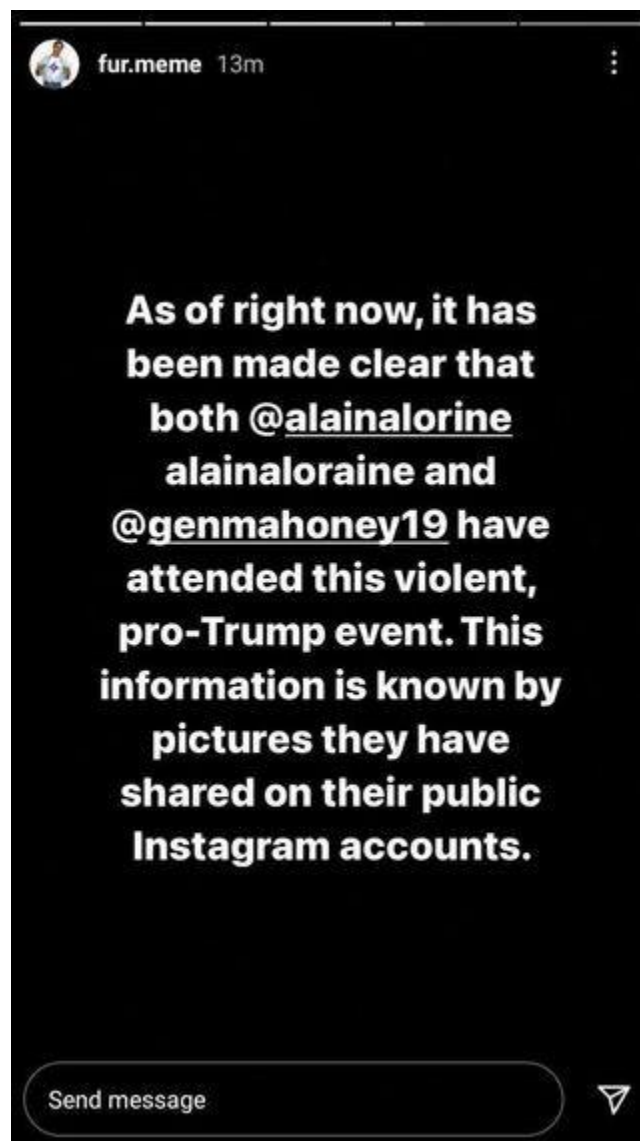 fur.meme 13m
As of right now, it has
been made clear that
both @alainalorine
alainaloraine and
@genmahoney19 have
attended this violent,
pro-Trump event. This
information is known by
pictures they have
shared on their public
Instagram accounts.
Send message